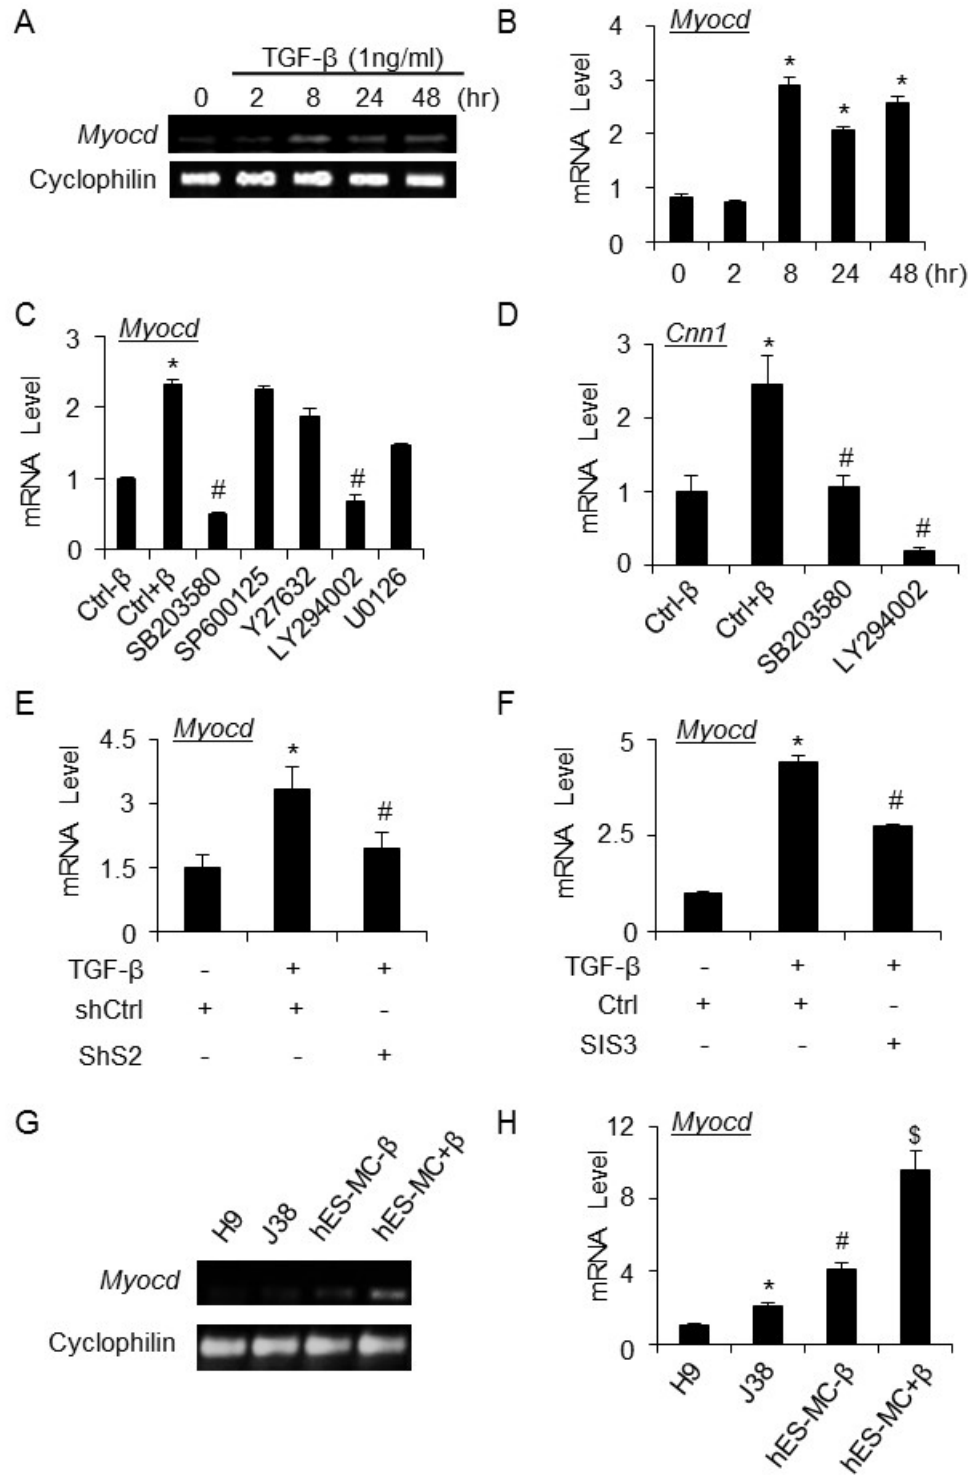 A
TGF-β (1ng/ml)
0 2 8 24 48 (hr)
Myocd
Cyclophilin
B
Myocd
mRNA Level
4
*
3
*
*
2
1
0
0 2 8 24 48 (hr)
C
Myocd
mRNA Level
3
*
2
#
#
1
0
Ctrl-β
Ctrl+β
SB203580
SP600125
Y27632
LY294002
U0126
D
Cnn1
mRNA Level
3
*
2
#
#
1
0
Ctrl-β
Ctrl+β
SB203580
LY294002
E
Myocd
mRNA Level
4.5
*
3
#
1.5
0
TGF-β - + +
shCtrl + + -
ShS2 - - +
F
Myocd
mRNA Level
5
*
#
2.5
0
TGF-β - + +
Ctrl + + -
SIS3 - - +
G
H9
J38
hES-MC-β
hES-MC+β
Myocd
Cyclophilin
H
Myocd
mRNA Level
12
$
8
#
4
*
0
H9
J38
hES-MC-β
hES-MC+β